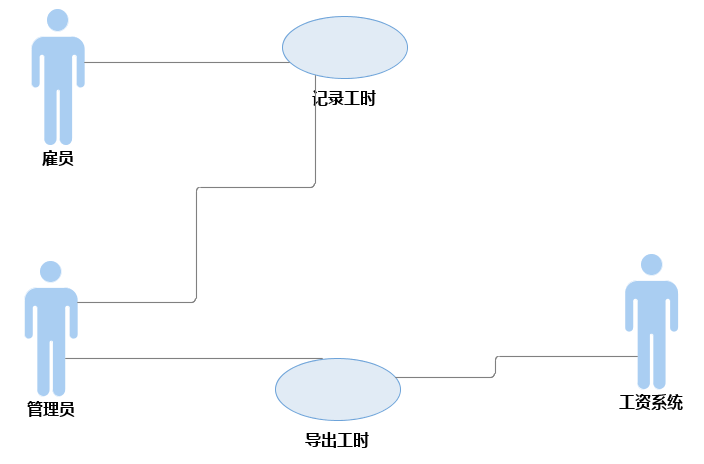 记录工时
雇员
管理员
工资系统
导出工时